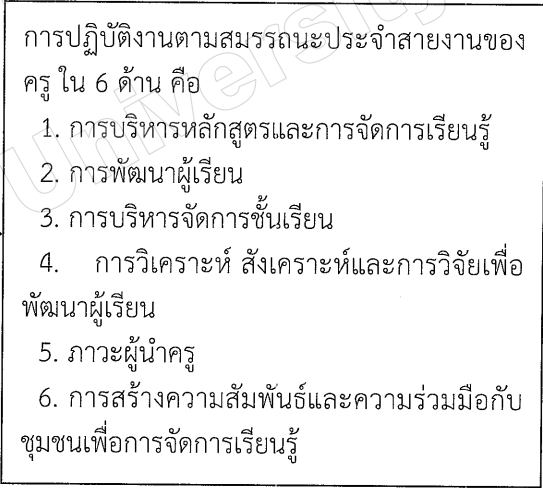 University
การปฏิบัติงานตามสมรรถนะประจำสายงานของ
ครู ใน 6 ด้าน คือ
1. การบริหารหลักสูตรและการจัดการเรียนรู้
2. การพัฒนาผู้เรียน
3. การบริหารจัดการชั้นเรียน
4. การวิเคราะห์ สังเคราะห์และการวิจัยเพื่อ
พัฒนาผู้เรียน
5. ภาวะผู้นำครู
6. การสร้างความสัมพันธ์และความร่วมมือกับ
ชุมชนเพื่อการจัดการเรียนรู้